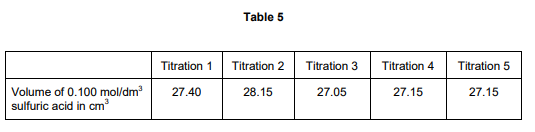 Table 5
Titration 1 Titration 2 Titration 3 Titration 4 Titration 5
Volume of 0.100 mol/dm³
sulfuric acid in cm³
27.40 28.15 27.05 27.15 27.15